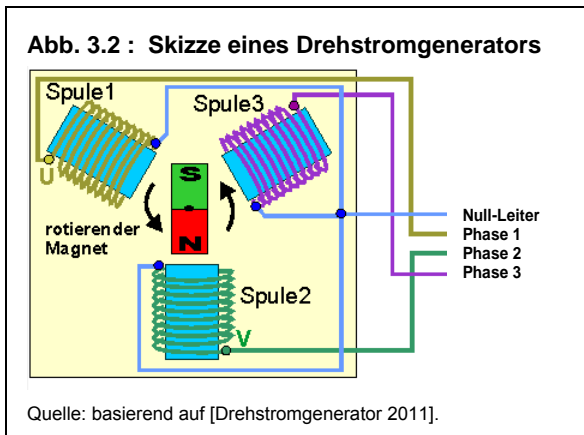 Abb. 3.2 : Skizze eines Drehstromgenerators
Spule1
Spule3
U
S
N
rotierender
Magnet
Null-Leiter
Phase 1
Phase 2
Phase 3
Spule2
V
Quelle: basierend auf [Drehstromgenerator 2011].